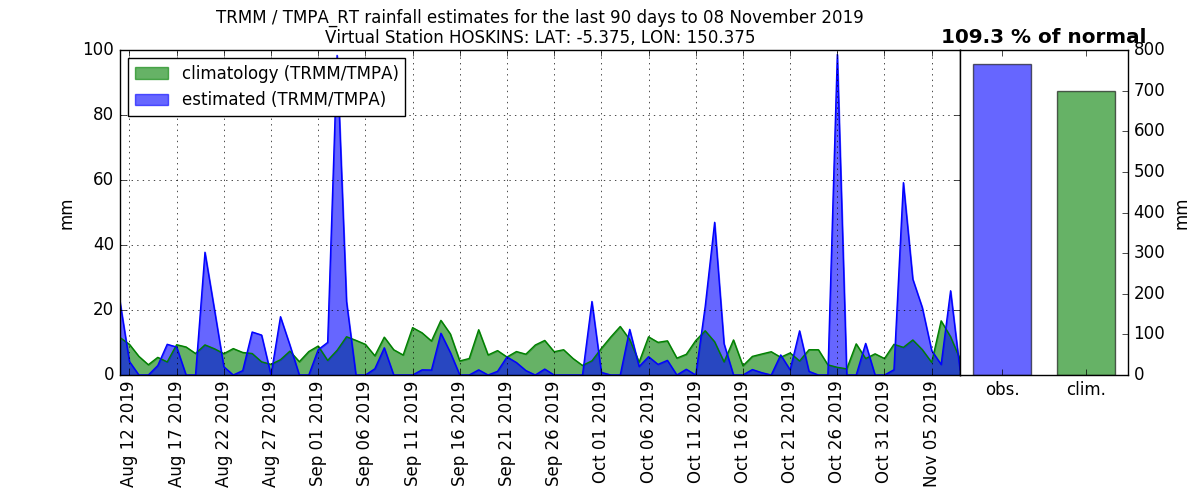 TRMM / TMPA_RT rainfall estimates for the last 90 days to 08 November 2019
Virtual Station HOSKINS: LAT: -5.375, LON: 150.375
109.3 % of normal
climatology (TRMM/TMPA)
estimated (TRMM/TMPA)
mm
100
80
60
40
20
0
Aug 12 2019
Aug 17 2019
Aug 22 2019
Aug 27 2019
Sep 01 2019
Sep 06 2019
Sep 11 2019
Sep 16 2019
Sep 21 2019
Sep 26 2019
Oct 01 2019
Oct 06 2019
Oct 11 2019
Oct 16 2019
Oct 21 2019
Oct 26 2019
Oct 31 2019
Nov 05 2019
obs.
clim.
800
700
600
500
400
300
200
100
0
mm